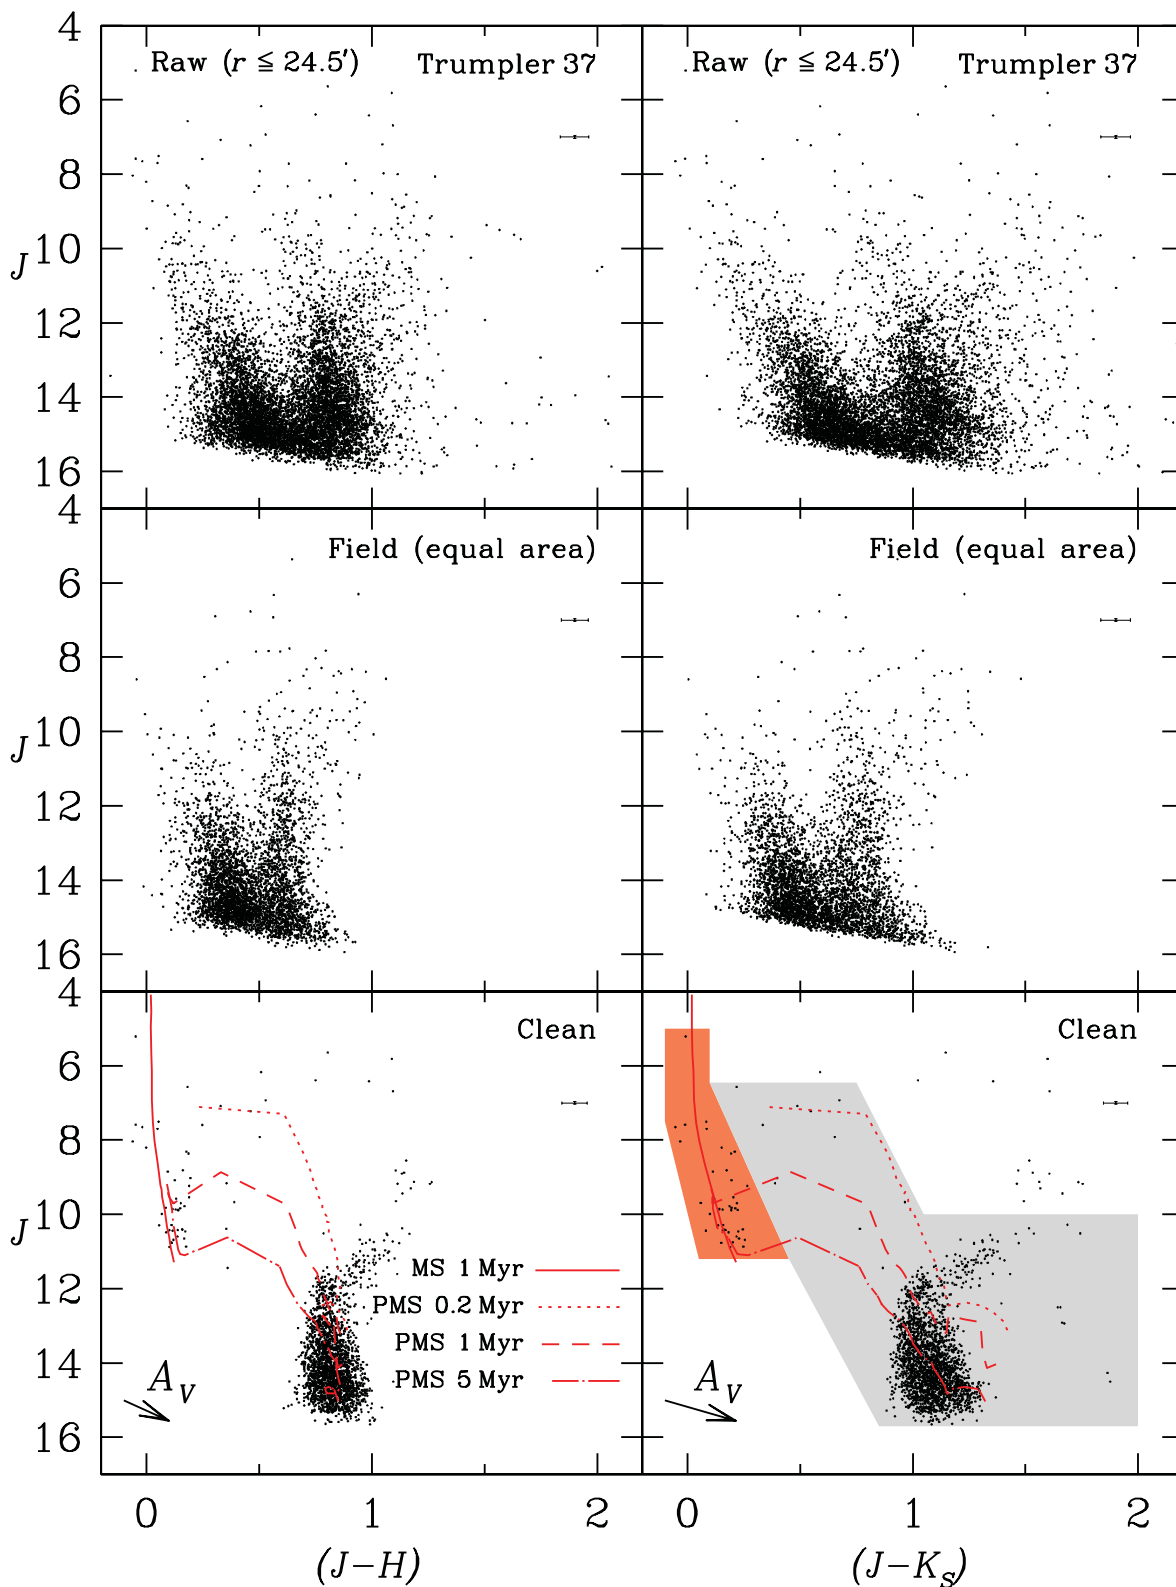 4
Raw (r ≦ 24.5′) Trumpler 37
Raw (r ≦ 24.5′) Trumpler 37
6
8
J 10
12
14
16
4
Field (equal area)
Field (equal area)
6
8
J 10
12
14
16
4
Clean
Clean
6
8
J 10
12
14
16
MS 1 Myr
PMS 0.2 Myr
PMS 1 Myr
PMS 5 Myr
A_V
A_V
0 1 2
0 1 2
(J−H)
(J−K_S)